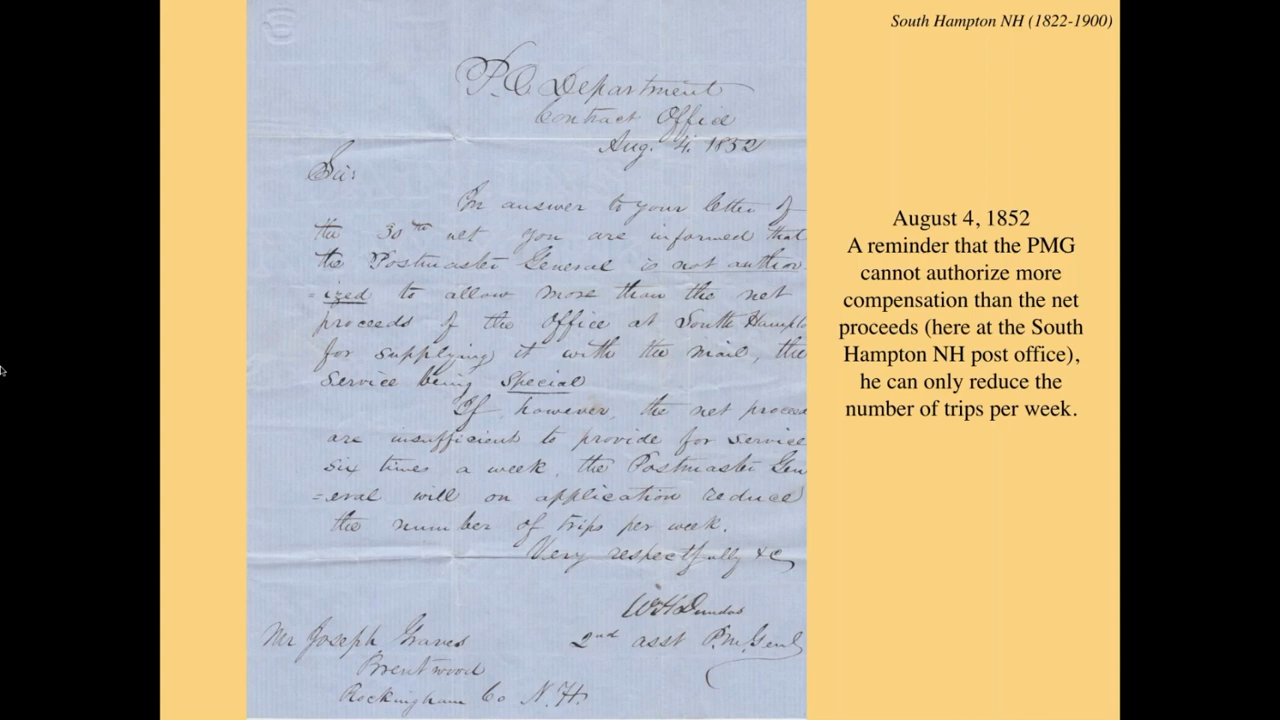 South Hampton NH (1822-1900)
P.O. Department
Contract Office
Aug. 4. 1852
Sir:
In answer to your letter of
the 30th ult you are informed that
the Postmaster General is not author
=ized to allow more than the net
proceeds of the office at South Hampto
for supplying it with the mail, the
service being special
If, however, the net proceed
are insufficient to provide for service
six times a week, the Postmaster Gen
=eral will on application reduce
the number of trips per week.
Very respectfully &c
WH Dundas
2nd asst P.M. Genl
Mr Joseph Graves
Brentwood
Rockingham Co N.H.
August 4, 1852
A reminder that the PMG
cannot authorize more
compensation than the net
proceeds (here at the South
Hampton NH post office),
he can only reduce the
number of trips per week.